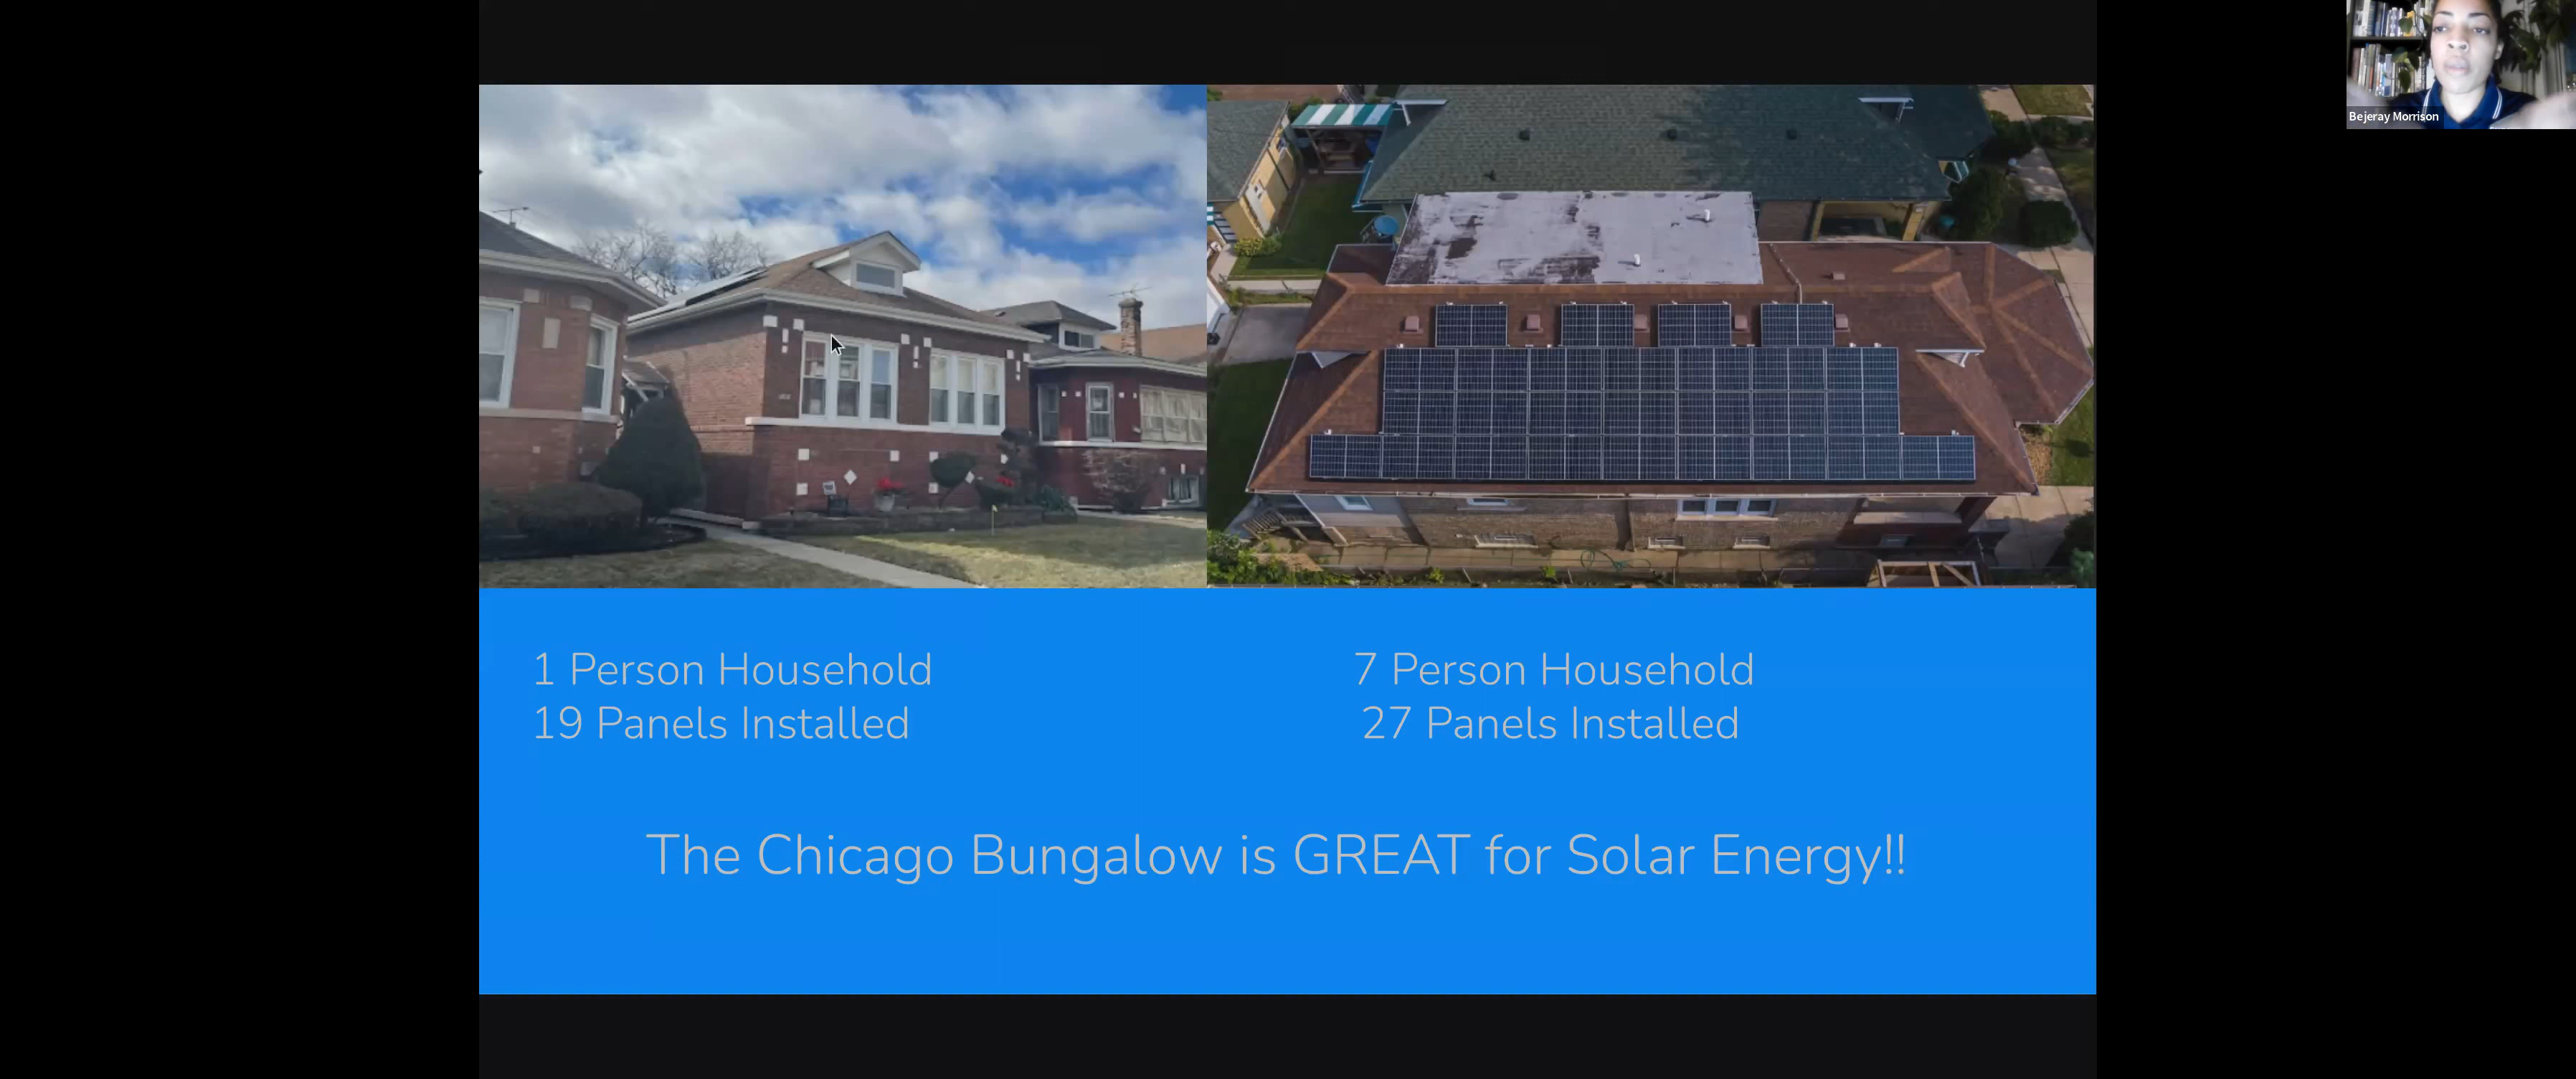 Bejeray Morrison
1 Person Household
19 Panels Installed
7 Person Household
27 Panels Installed
The Chicago Bungalow is GREAT for Solar Energy!!